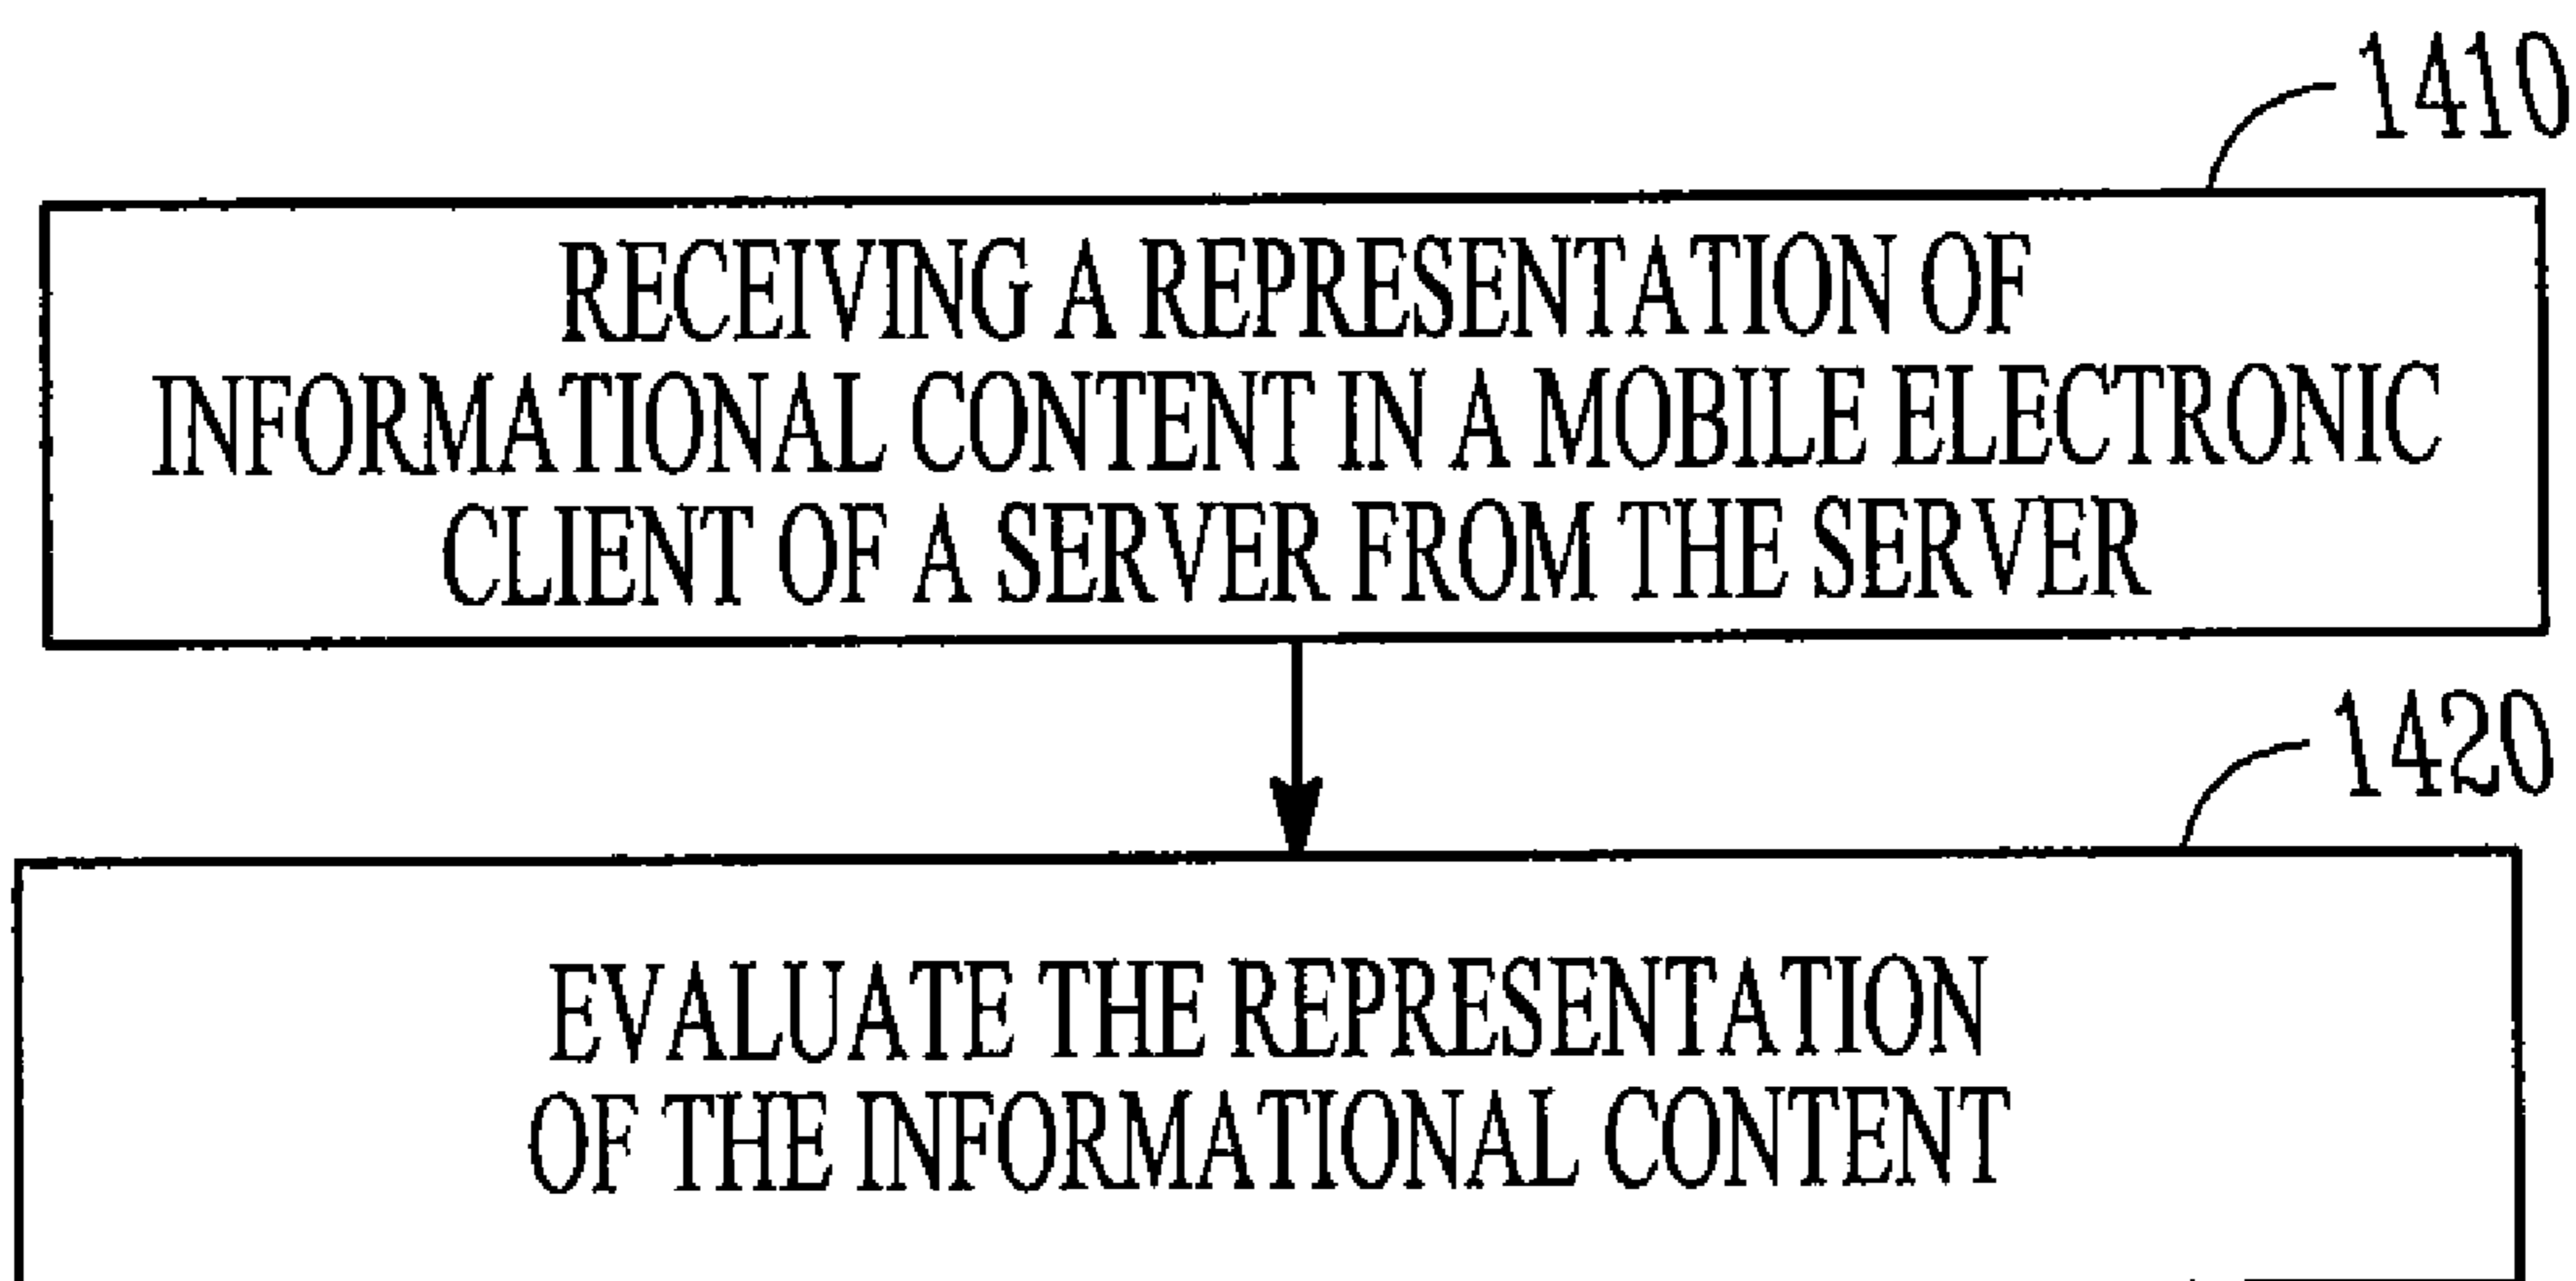 1410
RECEIVING A REPRESENTATION OF
INFORMATIONAL CONTENT IN A MOBILE ELECTRONIC
CLIENT OF A SERVER FROM THE SERVER
1420
EVALUATE THE REPRESENTATION
OF THE INFORMATIONAL CONTENT